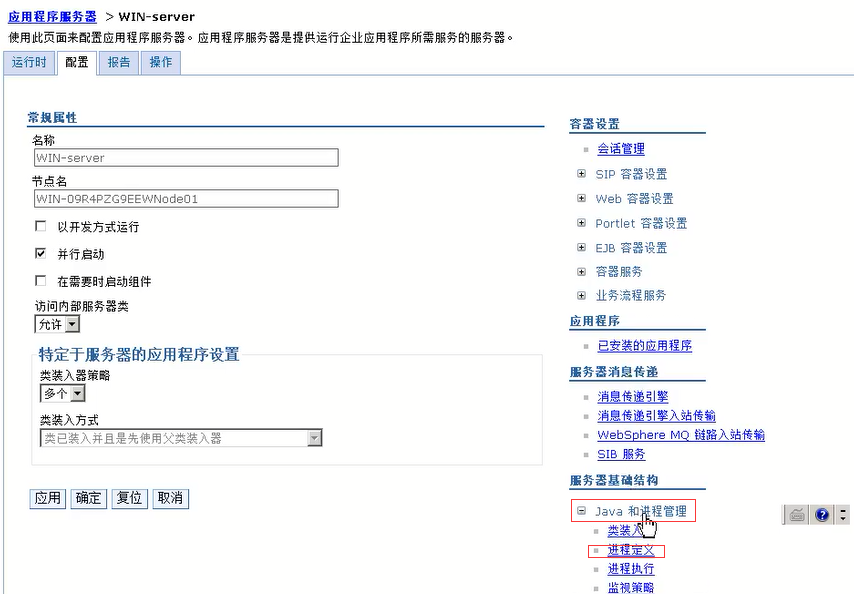 应用程序服务器 > WIN-server
使用此页面来配置应用程序服务器。应用程序服务器是提供运行企业应用程序所需服务的服务器。
运行时 配置 报告 操作
常规属性
名称
WIN-server
节点名
WIN-09R4PZG9EEWNode01
以开发方式运行
并行启动
在需要时启动组件
访问内部服务器类
允许
特定于服务器的应用程序设置
类装入器策略
多个
类装入方式
类已装入并且是先使用父类装入器
应用 确定 复位 取消
容器设置
会话管理
SIP 容器设置
Web 容器设置
Portlet 容器设置
EJB 容器设置
容器服务
业务流程服务
应用程序
已安装的应用程序
服务器消息传递
消息传递引擎
消息传递引擎入站传输
WebSphere MQ 链路入站传输
SIB 服务
服务器基础结构
Java 和进程管理
类装入
进程定义
进程执行
监视策略